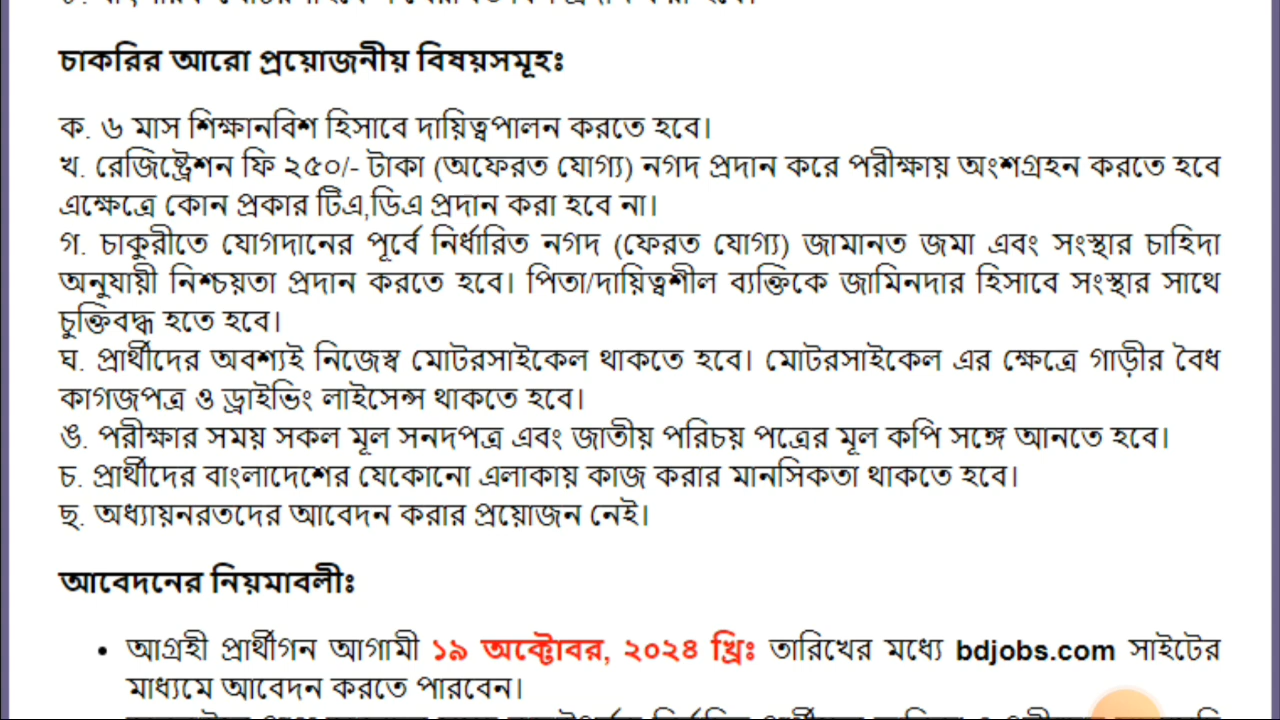 চাকরির আরো প্রয়োজনীয় বিষয়সমূহঃ
ক. ৬ মাস শিক্ষানবিশ হিসাবে দায়িত্বপালন করতে হবে।
খ. রেজিষ্ট্রেশন ফি ২৫০/- টাকা (অফেরত যোগ্য) নগদ প্রদান করে পরীক্ষায় অংশগ্রহন করতে হবে
এক্ষেত্রে কোন প্রকার টিএ,ডিএ প্রদান করা হবে না।
গ. চাকুরীতে যোগদানের পূর্বে নির্ধারিত নগদ (ফেরত যোগ্য) জামানত জমা এবং সংস্থার চাহিদা
অনুযায়ী নিশ্চয়তা প্রদান করতে হবে। পিতা/দায়িত্বশীল ব্যক্তিকে জামিনদার হিসাবে সংস্থার সাথে
চুক্তিবদ্ধ হতে হবে।
ঘ. প্রার্থীদের অবশ্যই নিজেস্ব মোটরসাইকেল থাকতে হবে। মোটরসাইকেল এর ক্ষেত্রে গাড়ীর বৈধ
কাগজপত্র ও ড্রাইভিং লাইসেন্স থাকতে হবে।
ঙ. পরীক্ষার সময় সকল মূল সনদপত্র এবং জাতীয় পরিচয় পত্রের মূল কপি সঙ্গে আনতে হবে।
চ. প্রার্থীদের বাংলাদেশের যেকোনো এলাকায় কাজ করার মানসিকতা থাকতে হবে।
ছ. অধ্যায়নরতদের আবেদন করার প্রয়োজন নেই।
আবেদনের নিয়মাবলীঃ
• আগ্রহী প্রার্থীগন আগামী ১৯ অক্টোবর, ২০২৪ খ্রিঃ তারিখের মধ্যে bdjobs.com সাইটের
মাধ্যমে আবেদন করতে পারবেন।